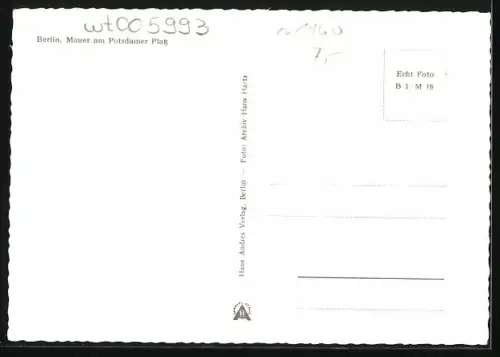 wt005993
7,-
Berlin, Mauer am Potsdamer Platz
Echt Foto
B 1 M 18
Hans Andres Verlag, Berlin — Foto: Archiv Hans Hartz